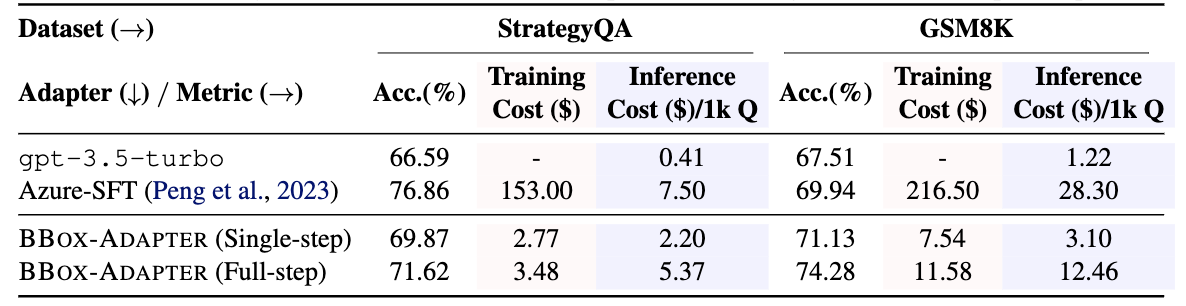 Dataset (→) StrategyQA GSM8K
Adapter (↓) / Metric (→) Acc.(%) Training Cost ($) Inference Cost ($)/1k Q Acc.(%) Training Cost ($) Inference Cost ($)/1k Q
gpt-3.5-turbo 66.59 - 0.41 67.51 - 1.22
Azure-SFT (Peng et al., 2023) 76.86 153.00 7.50 69.94 216.50 28.30
BBOX-ADAPTER (Single-step) 69.87 2.77 2.20 71.13 7.54 3.10
BBOX-ADAPTER (Full-step) 71.62 3.48 5.37 74.28 11.58 12.46